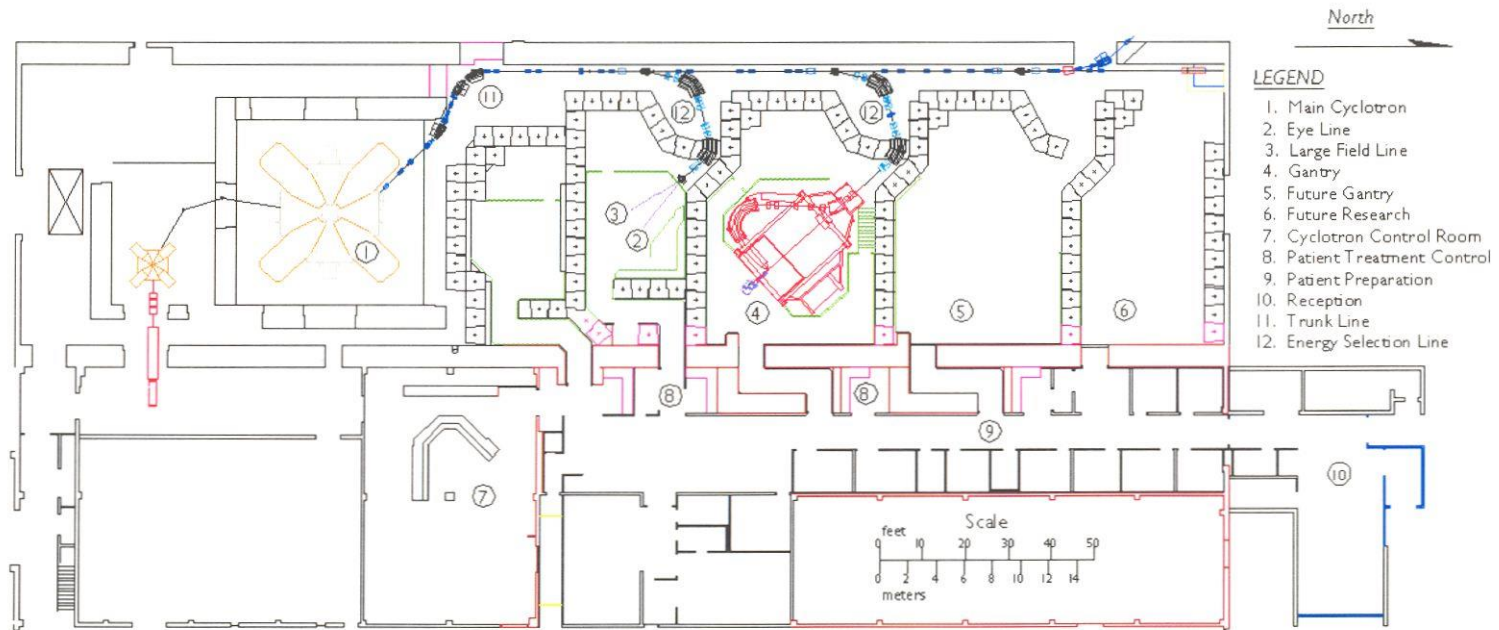 North
LEGEND
1. Main Cyclotron
2. Eye Line
3. Large Field Line
4. Gantry
5. Future Gantry
6. Future Research
7. Cyclotron Control Room
8. Patient Treatment Control
9. Patient Preparation
10. Reception
11. Trunk Line
12. Energy Selection Line
11
12
12
3
2
1
4
5
6
8
8
9
10
7
Scale
feet
0 10 20 30 40 50
0 2 4 6 8 10 12 14
meters